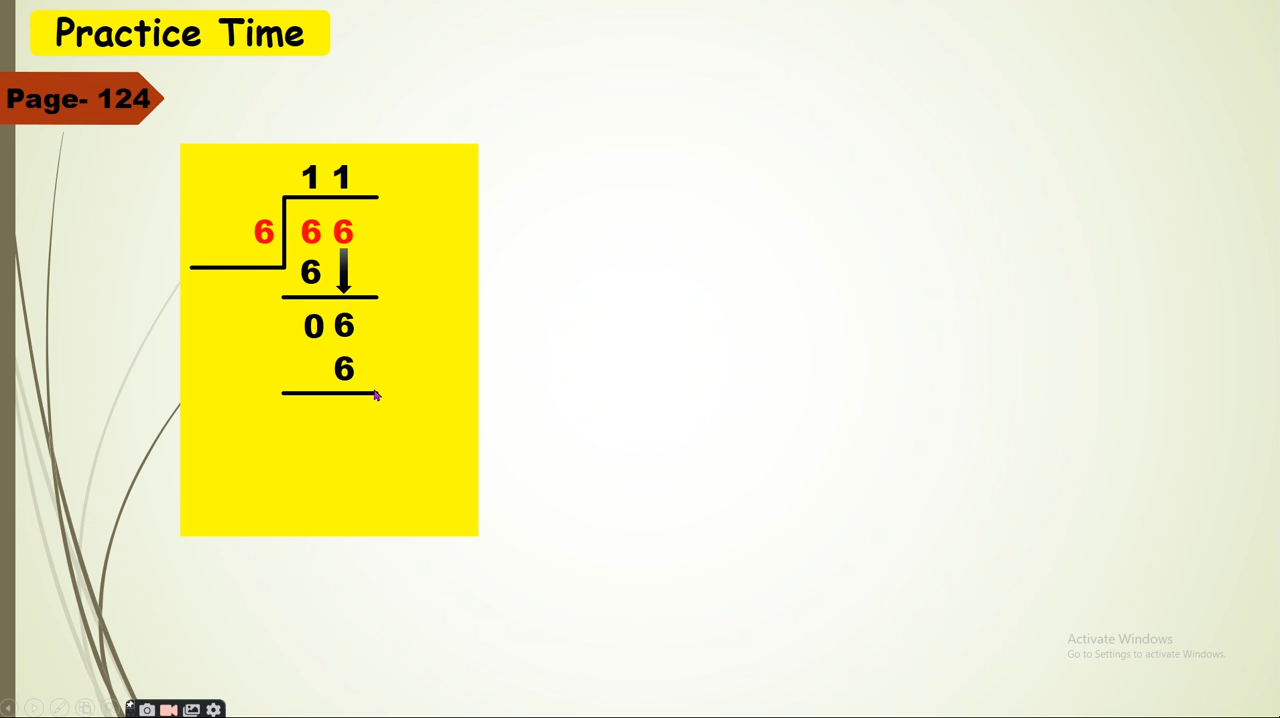 Practice Time
Page- 124
1 1
6 6 6
6
0 6
6
Activate Windows
Go to Settings to activate Windows.